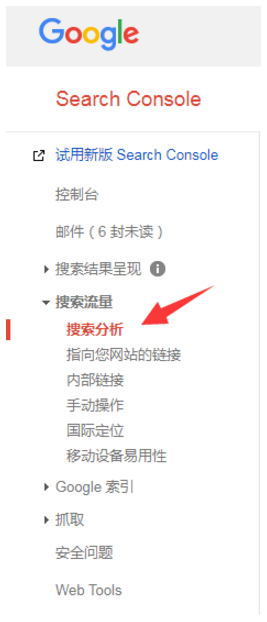 Google
Search Console
试用新版 Search Console
控制台
邮件 ( 6 封未读 )
搜索结果呈现
搜索流量
搜索分析
指向您网站的链接
内部链接
手动操作
国际定位
移动设备易用性
Google 索引
抓取
安全问题
Web Tools